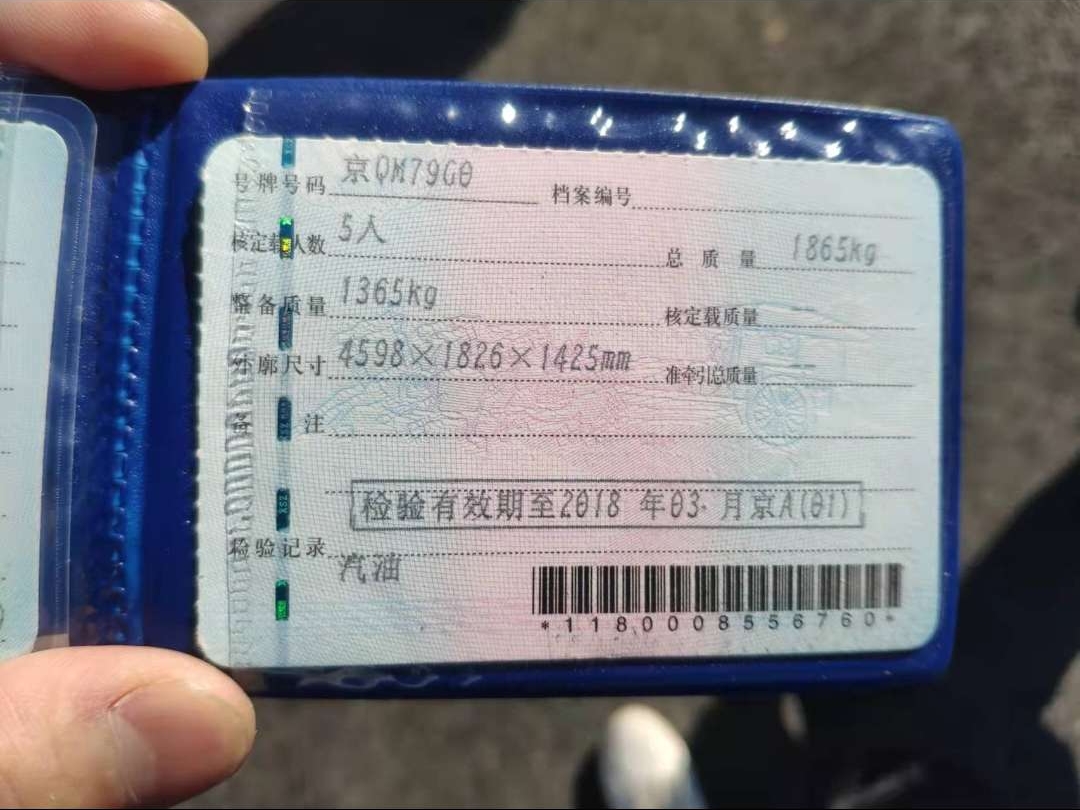 号牌号码 京QM79G0 档案编号
核定载人数 5人 总质量 1865kg
整备质量 1365kg 核定载质量 --
外廓尺寸 4598×1826×1425mm 准牵引总质量 --
备注
检验有效期至2018 年03月京A(01)
检验记录
汽油
*1180008556760*